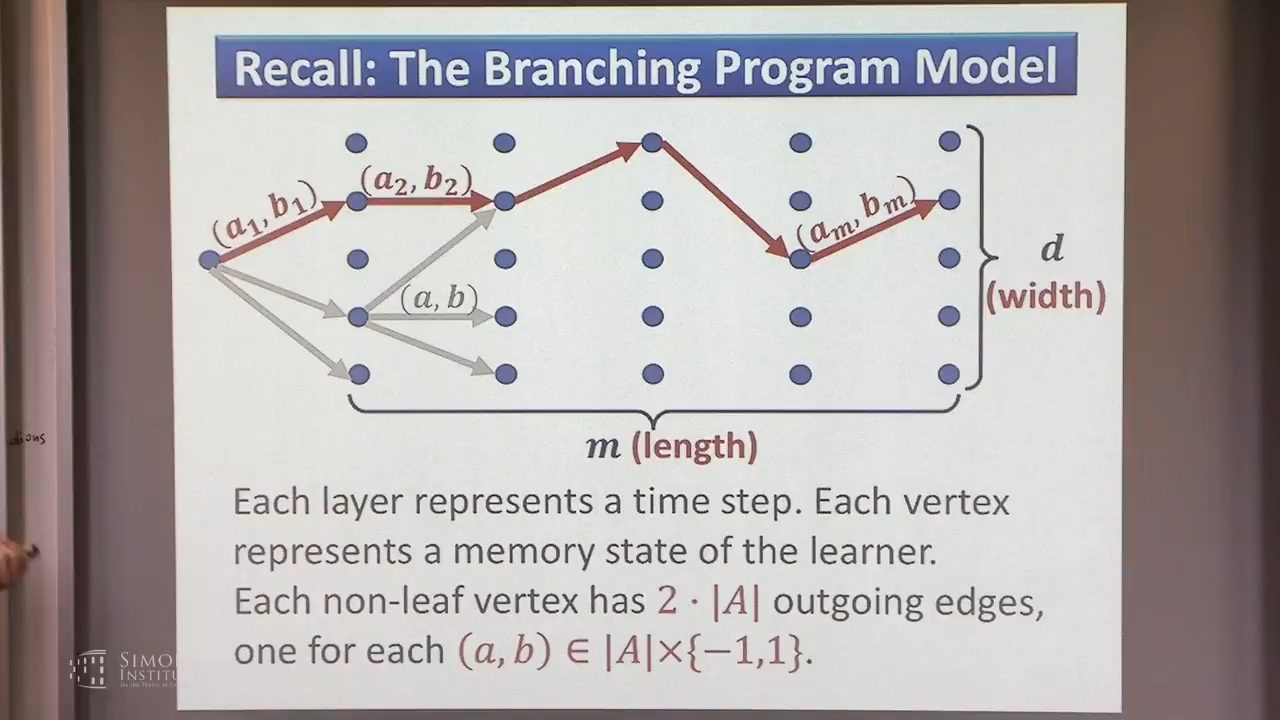 Recall: The Branching Program Model
(a₁, b₁)
(a₂, b₂)
(a, b)
(aₘ, bₘ)
d
(width)
m (length)
Each layer represents a time step. Each vertex
represents a memory state of the learner.
Each non-leaf vertex has 2 · |A| outgoing edges,
one for each (a, b) ∈ |A|×{−1,1}.